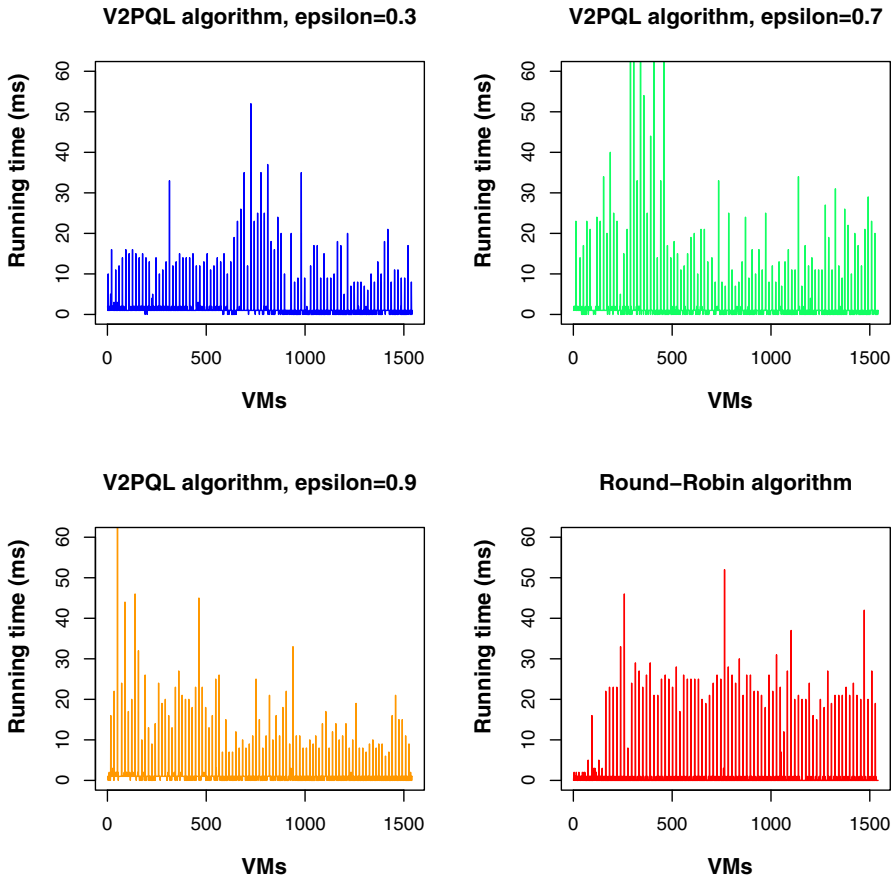 V2PQL algorithm, epsilon=0.3
Running time (ms)
0
10
20
30
40
50
60
0 500 1000 1500
VMs
V2PQL algorithm, epsilon=0.7
Running time (ms)
0
10
20
30
40
50
60
0 500 1000 1500
VMs
V2PQL algorithm, epsilon=0.9
Running time (ms)
0
10
20
30
40
50
60
0 500 1000 1500
VMs
Round−Robin algorithm
Running time (ms)
0
10
20
30
40
50
60
0 500 1000 1500
VMs